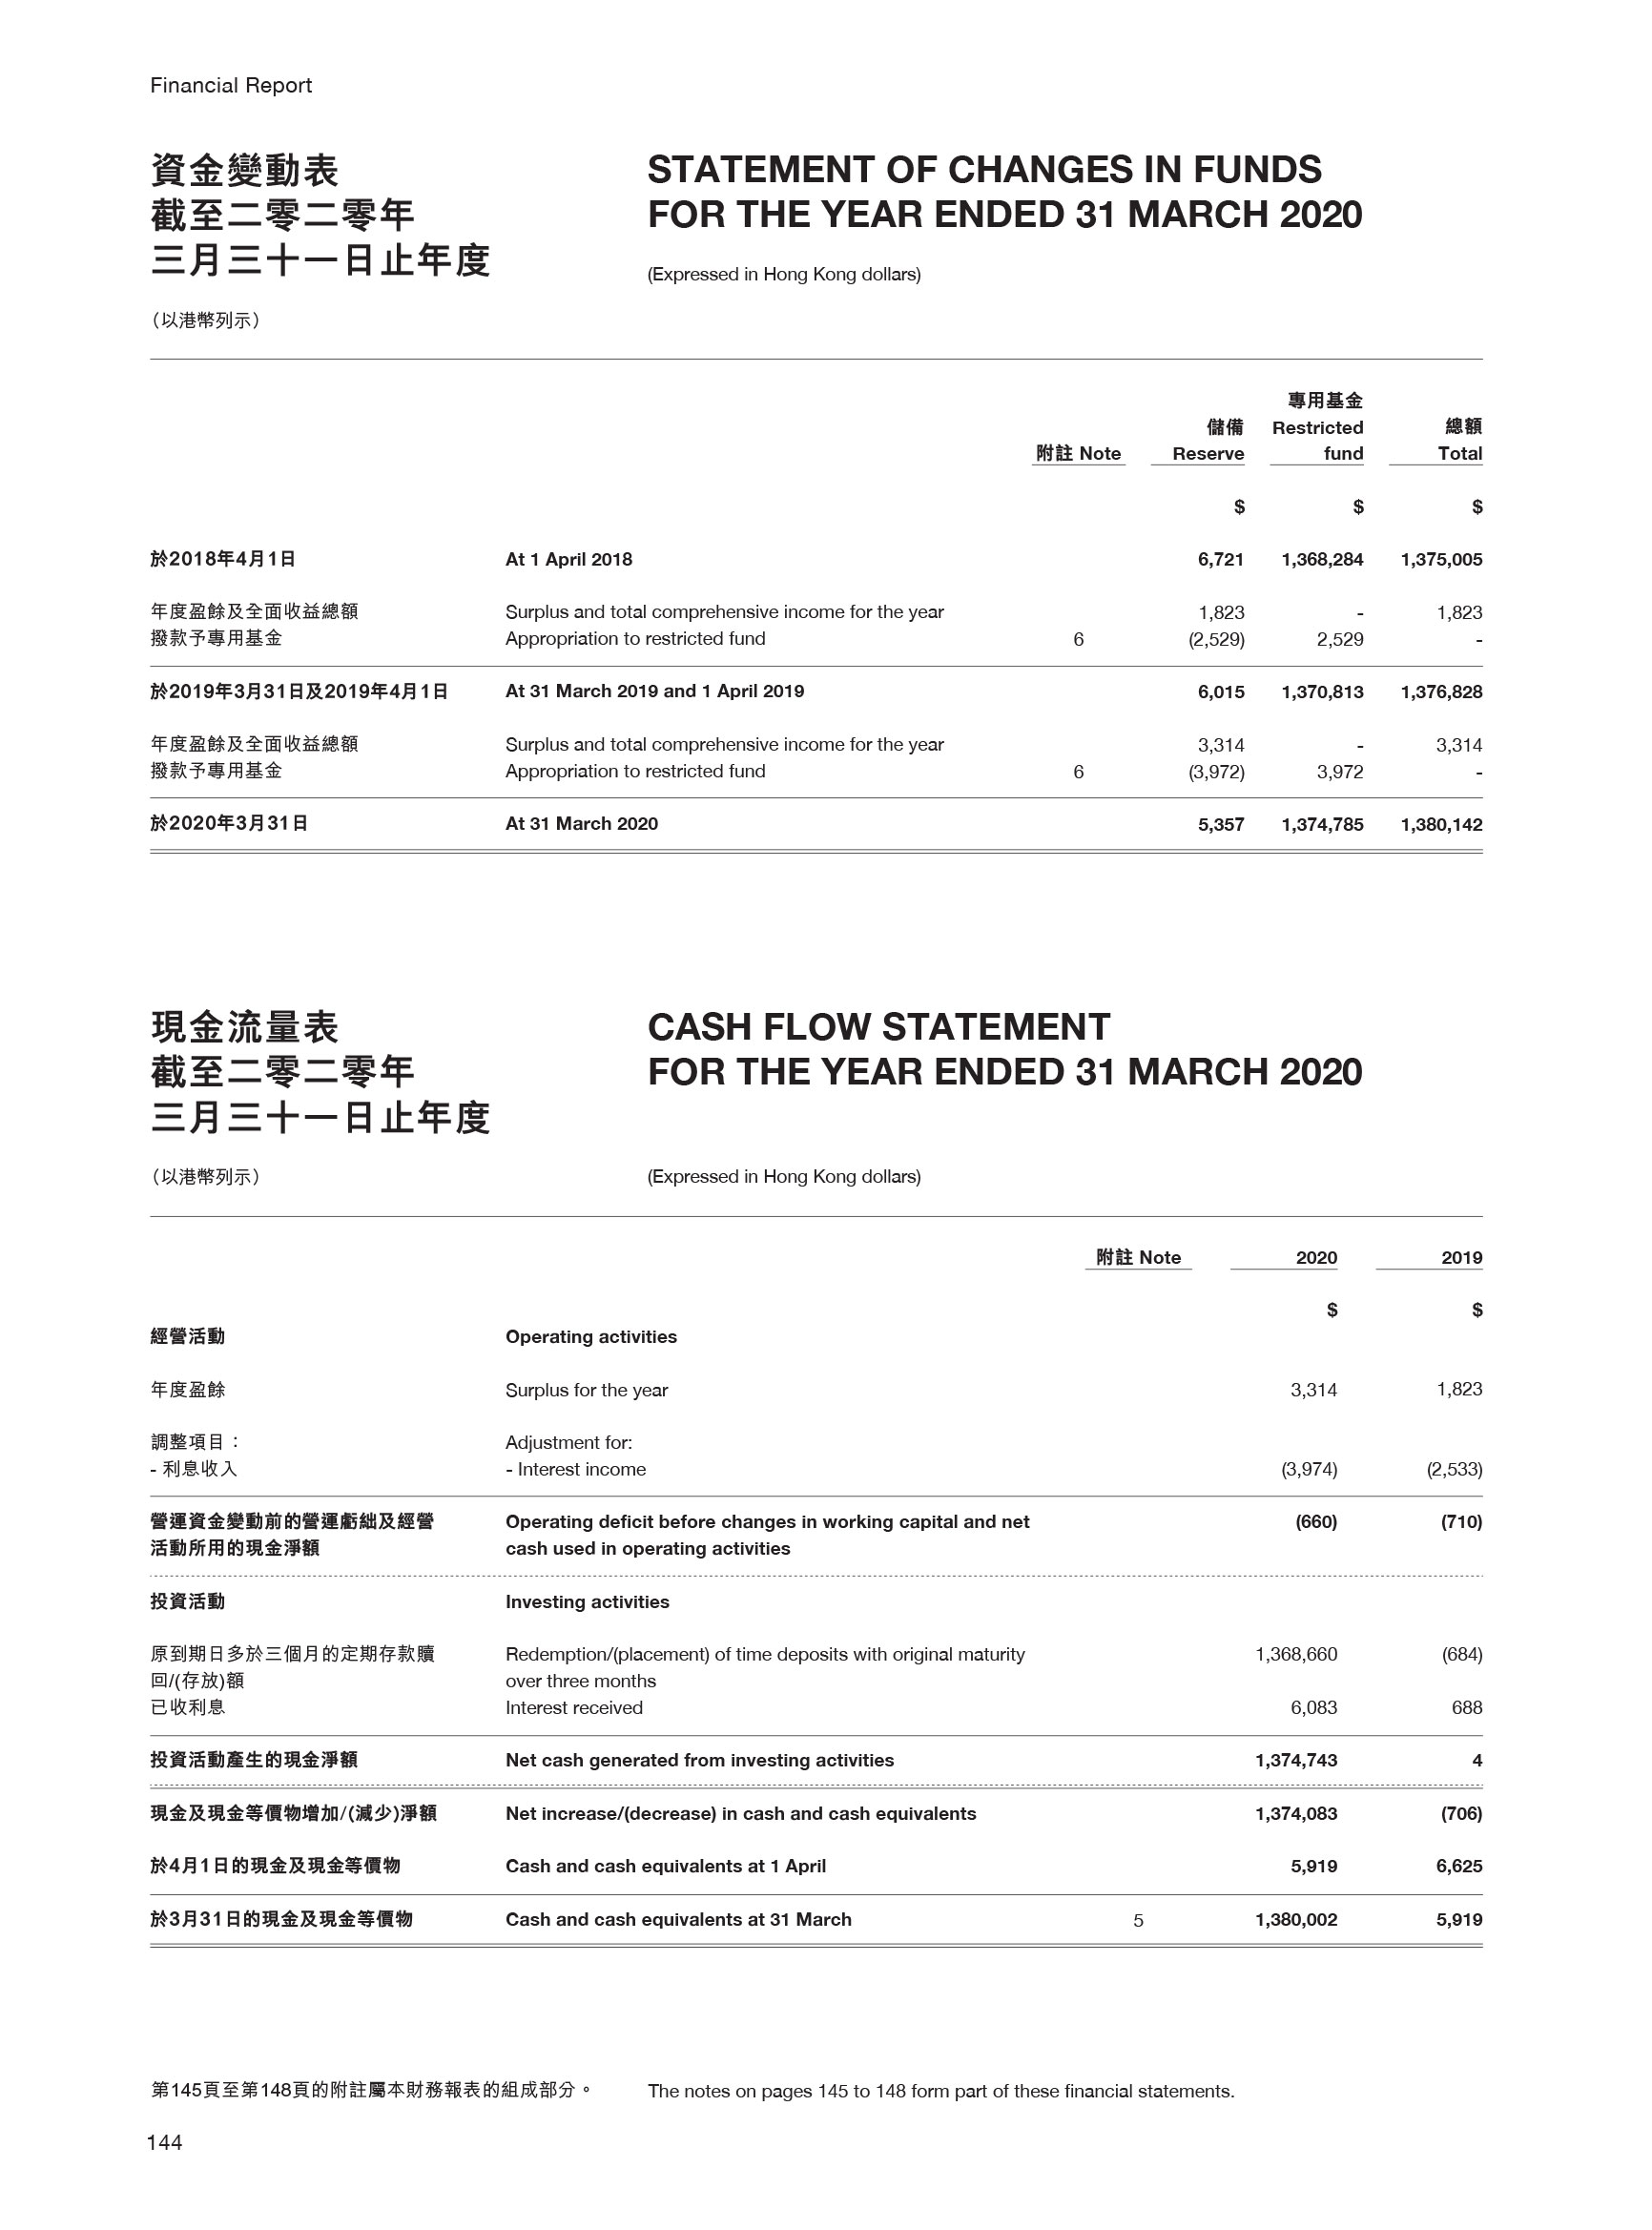 Financial Report
資金變動表
截至二零二零年
三月三十一日止年度
(以港幣列示)
STATEMENT OF CHANGES IN FUNDS
FOR THE YEAR ENDED 31 MARCH 2020
(Expressed in Hong Kong dollars)
專用基金
儲備 Restricted 總額
附註 Note Reserve fund Total
$ $ $
於2018年4月1日 At 1 April 2018 6,721 1,368,284 1,375,005
年度盈餘及全面收益總額 Surplus and total comprehensive income for the year 1,823 - 1,823
撥款予專用基金 Appropriation to restricted fund 6 (2,529) 2,529 -
於2019年3月31日及2019年4月1日 At 31 March 2019 and 1 April 2019 6,015 1,370,813 1,376,828
年度盈餘及全面收益總額 Surplus and total comprehensive income for the year 3,314 - 3,314
撥款予專用基金 Appropriation to restricted fund 6 (3,972) 3,972 -
於2020年3月31日 At 31 March 2020 5,357 1,374,785 1,380,142
現金流量表
截至二零二零年
三月三十一日止年度
(以港幣列示)
CASH FLOW STATEMENT
FOR THE YEAR ENDED 31 MARCH 2020
(Expressed in Hong Kong dollars)
附註 Note 2020 2019
$ $
經營活動 Operating activities
年度盈餘 Surplus for the year 3,314 1,823
調整項目： Adjustment for:
- 利息收入 - Interest income (3,974) (2,533)
營運資金變動前的營運虧絀及經營 Operating deficit before changes in working capital and net (660) (710)
活動所用的現金淨額 cash used in operating activities
投資活動 Investing activities
原到期日多於三個月的定期存款贖 Redemption/(placement) of time deposits with original maturity 1,368,660 (684)
回/(存放)額 over three months
已收利息 Interest received 6,083 688
投資活動產生的現金淨額 Net cash generated from investing activities 1,374,743 4
現金及現金等價物增加/(減少)淨額 Net increase/(decrease) in cash and cash equivalents 1,374,083 (706)
於4月1日的現金及現金等價物 Cash and cash equivalents at 1 April 5,919 6,625
於3月31日的現金及現金等價物 Cash and cash equivalents at 31 March 5 1,380,002 5,919
第145頁至第148頁的附註屬本財務報表的組成部分。 The notes on pages 145 to 148 form part of these financial statements.
144